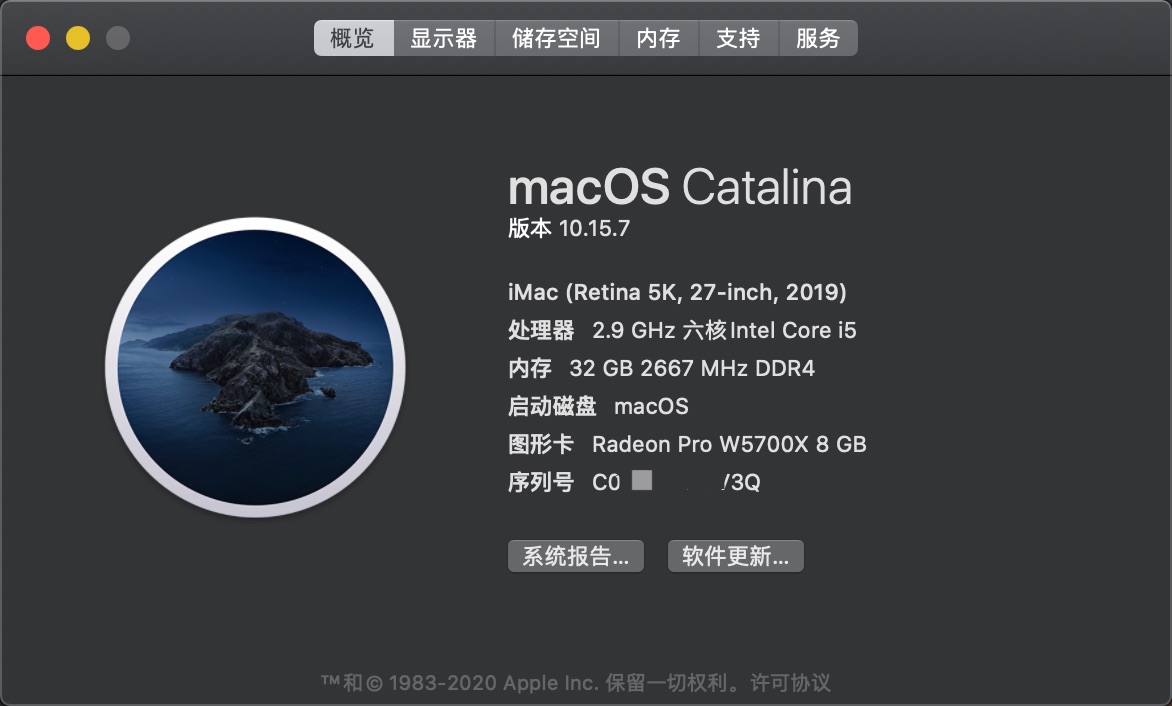 概览 显示器 储存空间 内存 支持 服务
macOS Catalina
版本 10.15.7
iMac (Retina 5K, 27-inch, 2019)
处理器 2.9 GHz 六核Intel Core i5
内存 32 GB 2667 MHz DDR4
启动磁盘 macOS
图形卡 Radeon Pro W5700X 8 GB
序列号 C0 3Q
系统报告... 软件更新...
™和© 1983-2020 Apple Inc. 保留一切权利。许可协议